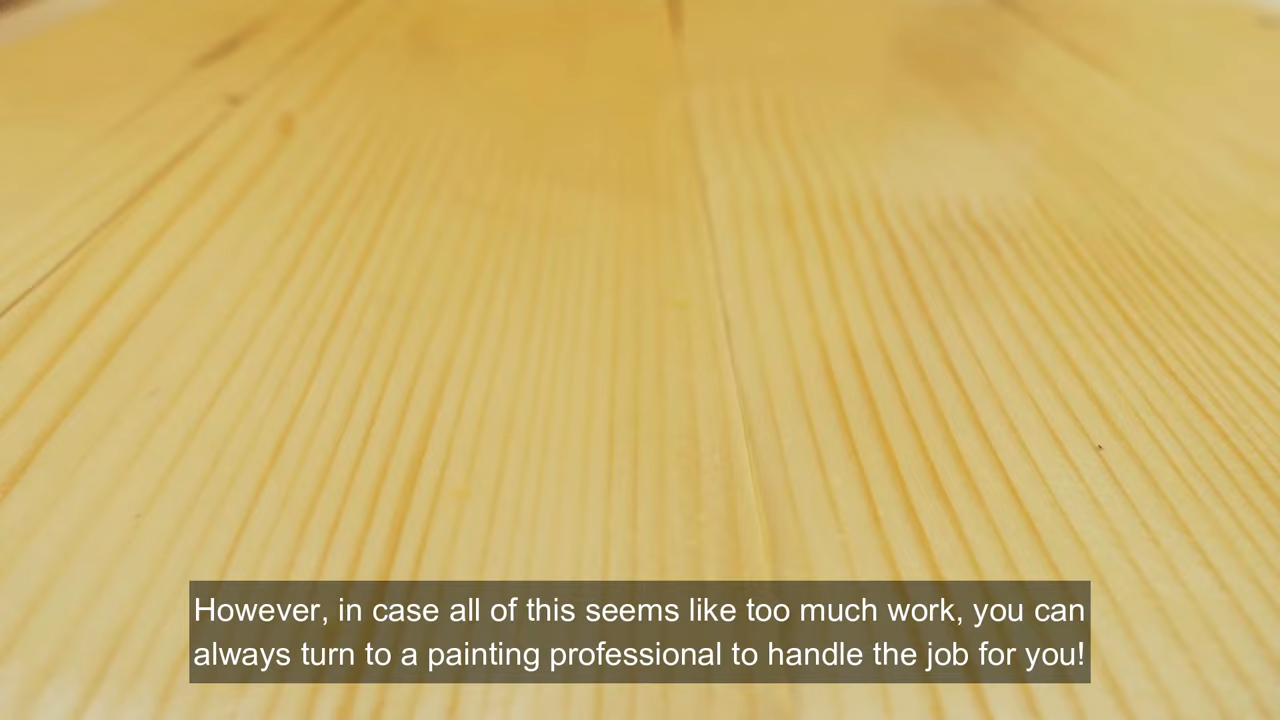 However, in case all of this seems like too much work, you can
always turn to a painting professional to handle the job for you!